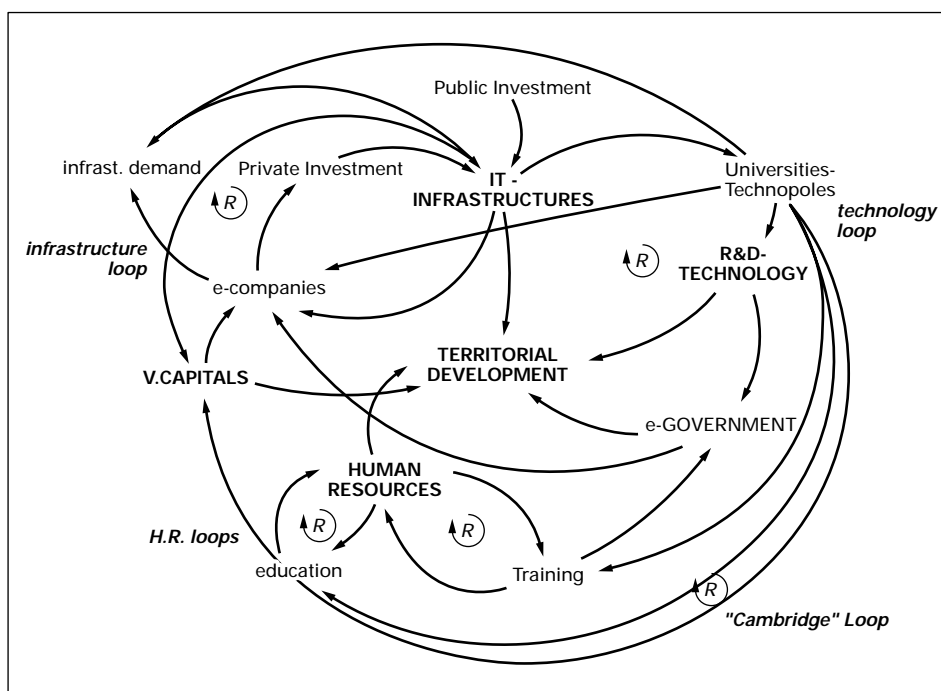 Public Investment
infrast. demand
Private Investment
IT -
INFRASTRUCTURES
Universities-
Technopoles
technology
loop
R
infrastructure
loop
R
R&D-
TECHNOLOGY
e-companies
TERRITORIAL
DEVELOPMENT
V.CAPITALS
e-GOVERNMENT
HUMAN
RESOURCES
R
R
H.R. loops
education
Training
R
"Cambridge" Loop